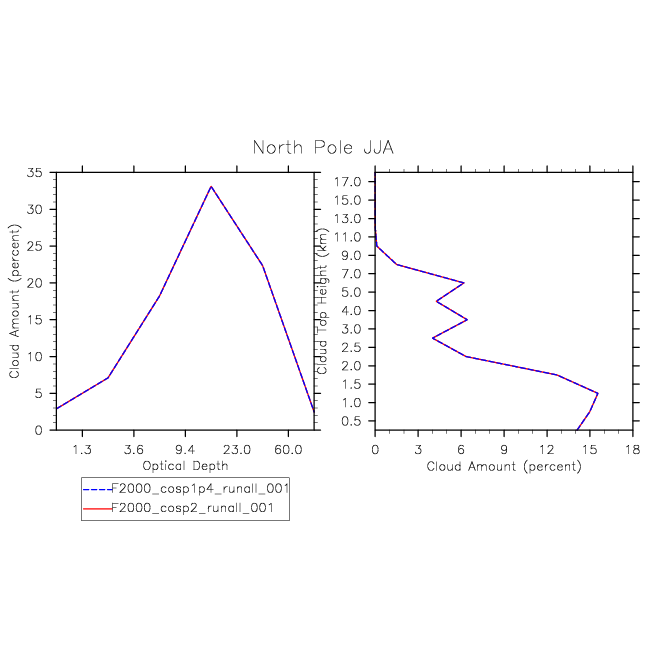 North Pole JJA
Cloud Amount (percent)
35
30
25
20
15
10
5
0
1.3 3.6 9.4 23.0 60.0
Optical Depth
Cloud Top Height (km)
17.0
15.0
13.0
11.0
9.0
7.0
5.0
4.0
3.0
2.5
2.0
1.5
1.0
0.5
0 3 6 9 12 15 18
Cloud Amount (percent)
F2000_cosp1p4_runall_001
F2000_cosp2_runall_001